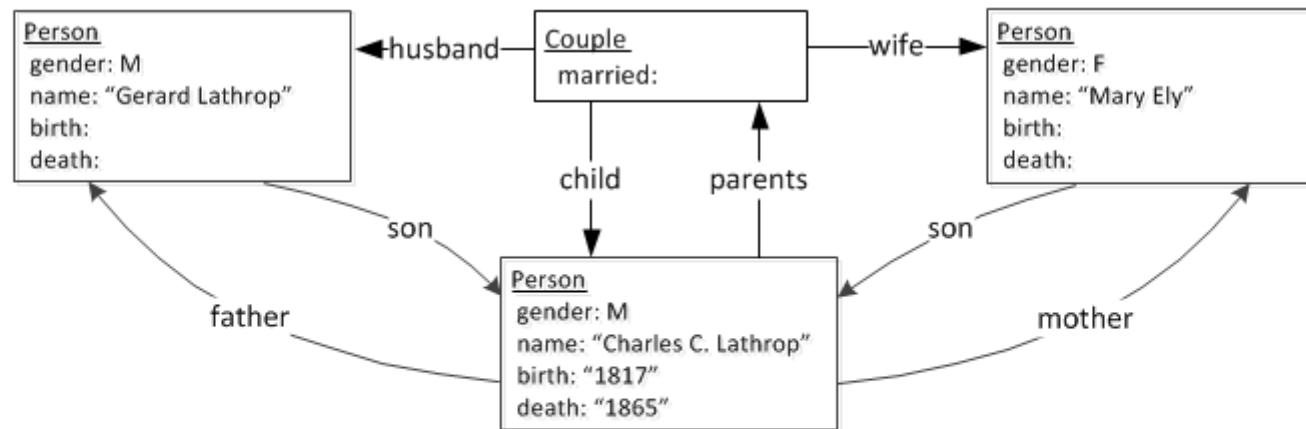 Person
gender: M
name: “Gerard Lathrop”
birth:
death:
husband
Couple
married:
wife
Person
gender: F
name: “Mary Ely”
birth:
death:
child
parents
son
son
father
mother
Person
gender: M
name: “Charles C. Lathrop”
birth: “1817”
death: “1865”